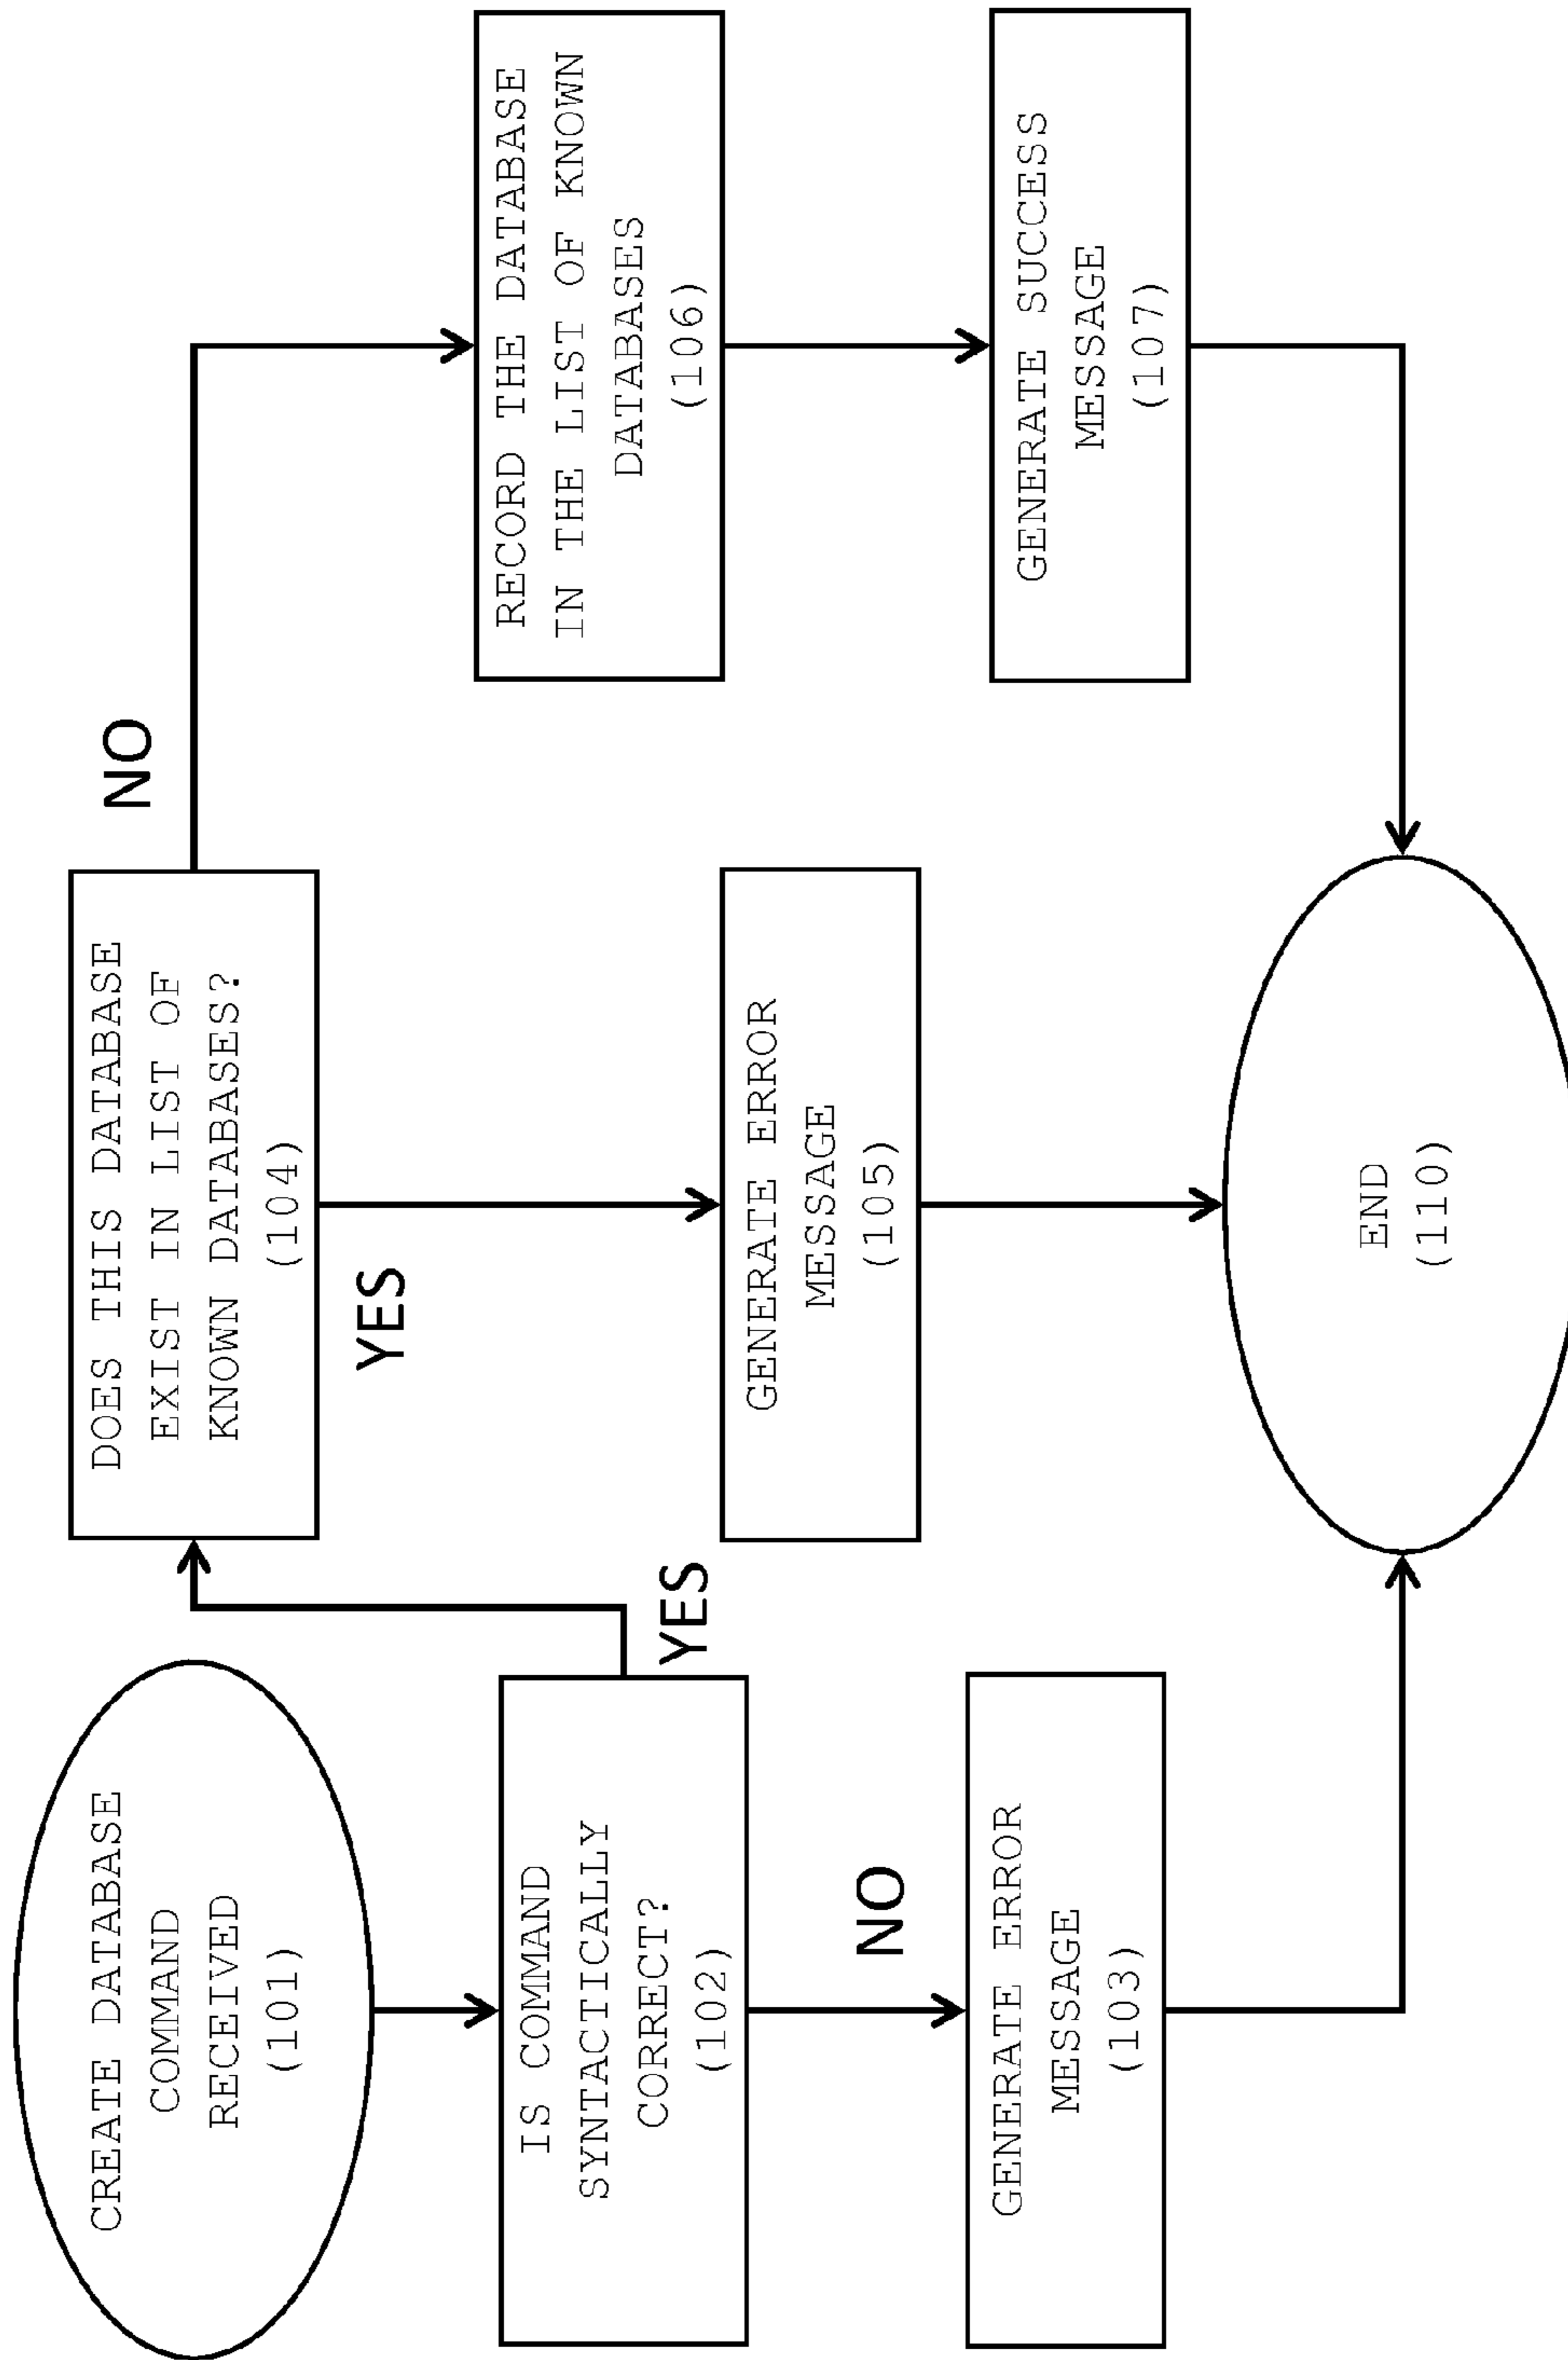 CREATE DATABASE
COMMAND
RECEIVED
(101)
IS COMMAND
SYNTACTICALLY
CORRECT?
(102)
YES
NO
GENERATE ERROR
MESSAGE
(103)
DOES THIS DATABASE
EXIST IN LIST OF
KNOWN DATABASES?
(104)
YES
NO
GENERATE ERROR
MESSAGE
(105)
RECORD THE DATABASE
IN THE LIST OF KNOWN
DATABASES
(106)
GENERATE SUCCESS
MESSAGE
(107)
END
(110)